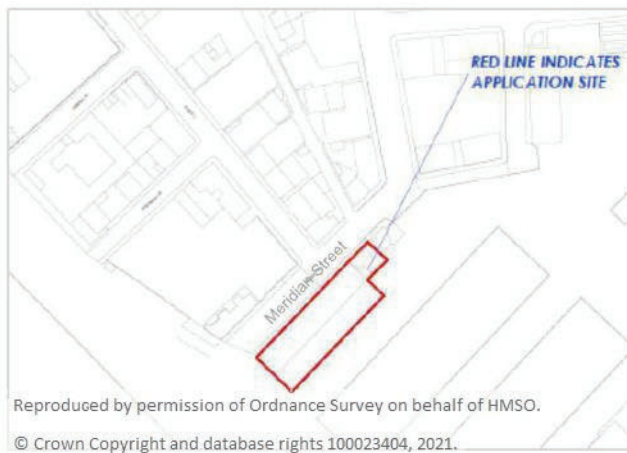 RED LINE INDICATES
APPLICATION SITE
Meridian Street
Reproduced by permission of Ordnance Survey on behalf of HMSO.
© Crown Copyright and database rights 100023404, 2021.